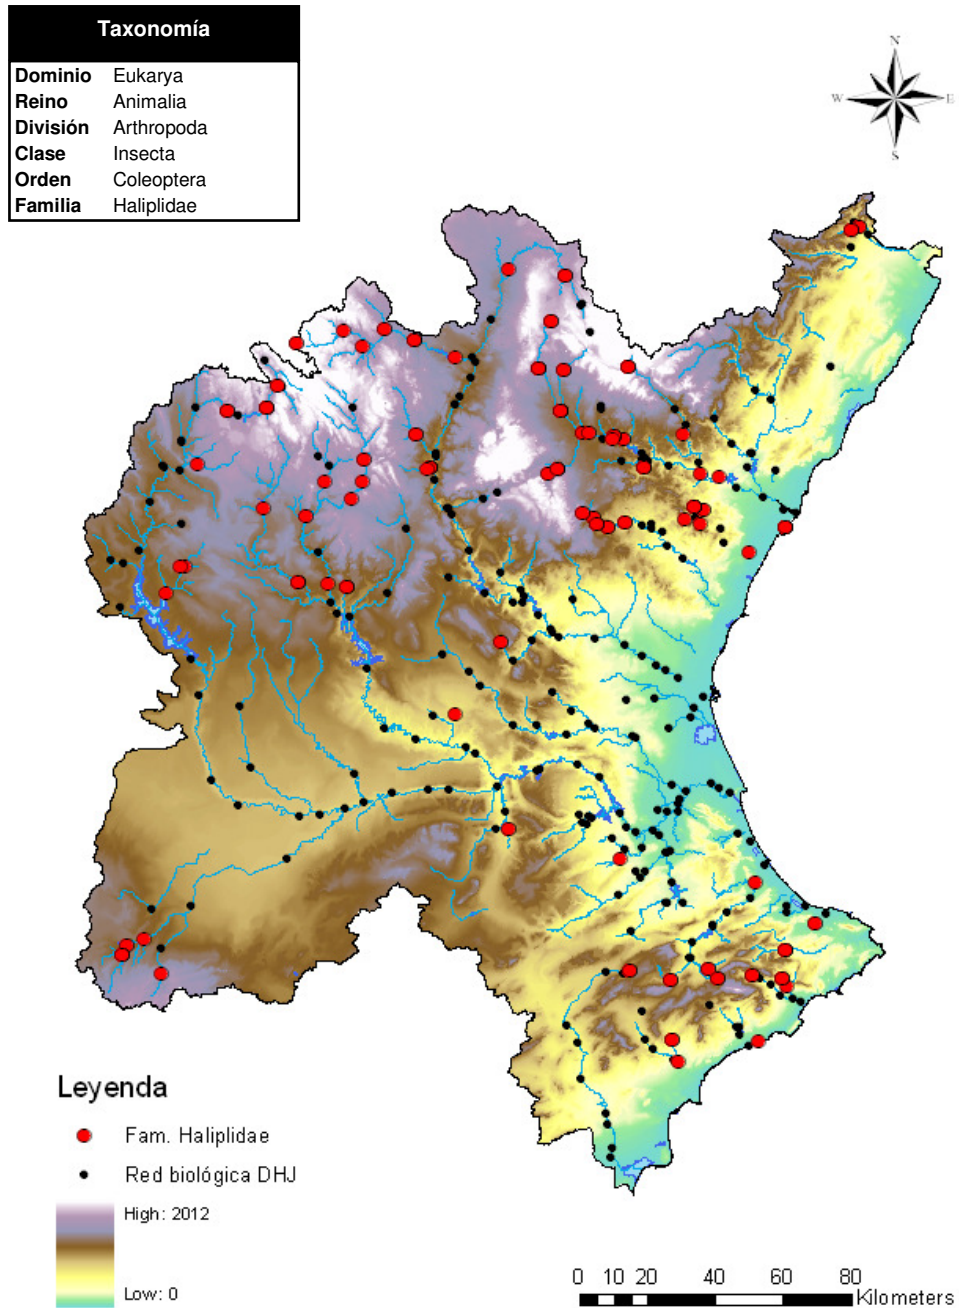 Taxonomía
Dominio Eukarya
Reino Animalia
División Arthropoda
Clase Insecta
Orden Coleoptera
Familia Haliplidae
N
W E
S
Leyenda
Fam. Haliplidae
Red biológica DHJ
High: 2012
Low: 0
0 10 20 40 60 80
Kilometers